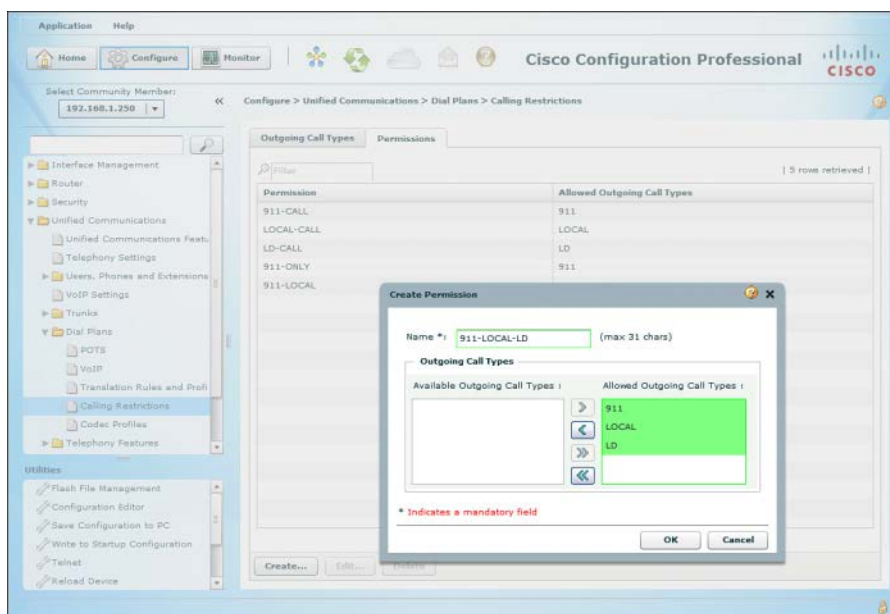 Application Help
Home Configure Monitor
Cisco Configuration Professional
CISCO
Select Community Member:
192.168.1.250
Configure > Unified Communications > Dial Plans > Calling Restrictions
Interface Management
Router
Security
Unified Communications
Unified Communications Featu
Telephony Settings
Users, Phones and Extensions
VoIP Settings
Trunks
Dial Plans
POTS
VoIP
Translation Rules and Profi
Calling Restrictions
Codec Profiles
Telephony Features
Utilities
Flash File Management
Configuration Editor
Save Configuration to PC
Write to Startup Configuration
Telnet
Reload Device
Outgoing Call Types Permissions
Filter
| 5 rows retrieved |
Permission Allowed Outgoing Call Types
911-CALL 911
LOCAL-CALL LOCAL
LD-CALL LD
911-ONLY 911
911-LOCAL
Create Permission
Name *: 911-LOCAL-LD (max 31 chars)
Outgoing Call Types
Available Outgoing Call Types : Allowed Outgoing Call Types :
911
LOCAL
LD
* Indicates a mandatory field
OK Cancel
Create... Edit... Delete